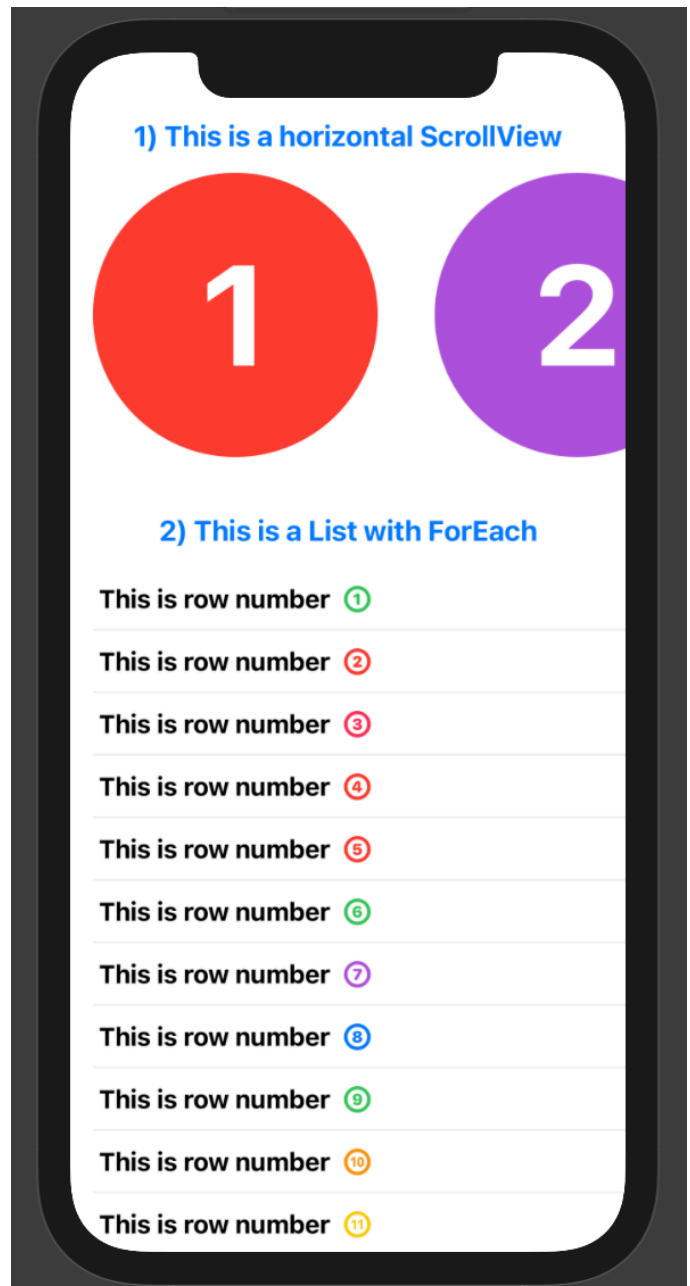 1) This is a horizontal ScrollView
1 2
2) This is a List with ForEach
This is row number 1
This is row number 2
This is row number 3
This is row number 4
This is row number 5
This is row number 6
This is row number 7
This is row number 8
This is row number 9
This is row number 10
This is row number 11